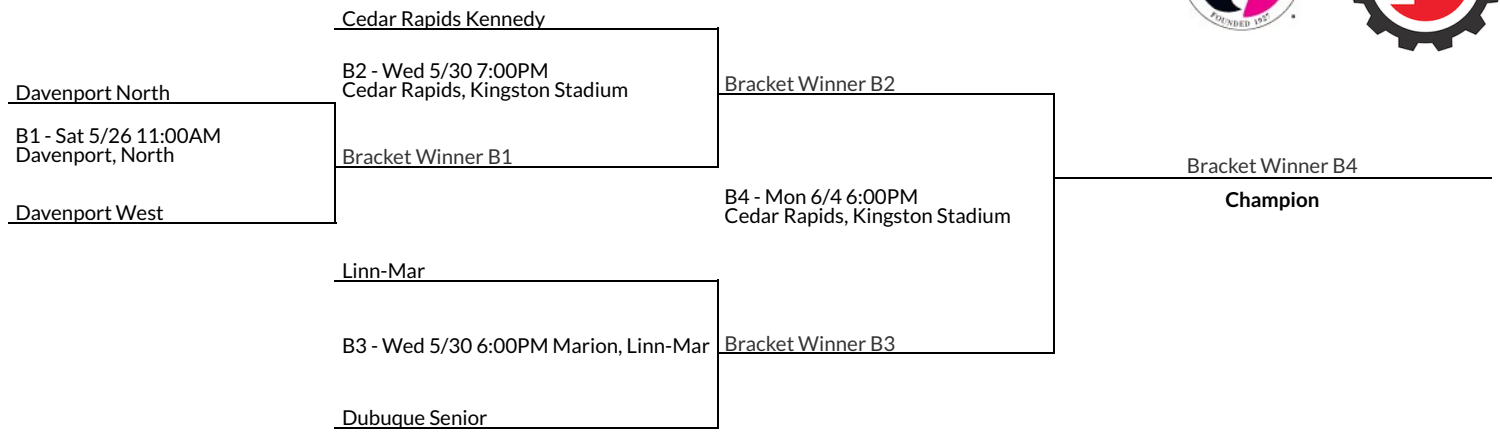 FOUNDED 1927
Cedar Rapids Kennedy
B2 - Wed 5/30 7:00PM
Cedar Rapids, Kingston Stadium
Bracket Winner B2
Davenport North
B1 - Sat 5/26 11:00AM
Davenport, North
Bracket Winner B1
Davenport West
B4 - Mon 6/4 6:00PM
Cedar Rapids, Kingston Stadium
Bracket Winner B4
Champion
Linn-Mar
B3 - Wed 5/30 6:00PM Marion, Linn-Mar
Bracket Winner B3
Dubuque Senior